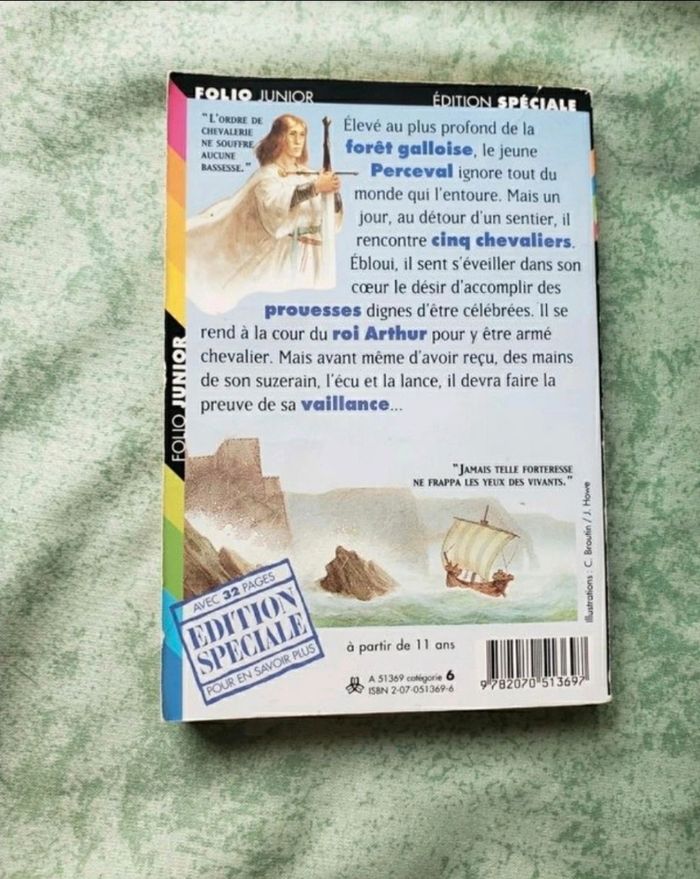 FOLIO JUNIOR
ÉDITION SPÉCIALE
"L'ORDRE DE
CHEVALERIE
NE SOUFFRE
AUCUNE
BASSESSE."
Élevé au plus profond de la
forêt galloise, le jeune
Perceval ignore tout du
monde qui l'entoure. Mais un
jour, au détour d'un sentier, il
rencontre cinq chevaliers.
Ébloui, il sent s'éveiller dans son
cœur le désir d'accomplir des
prouesses dignes d'être célébrées. Il se
rend à la cour du roi Arthur pour y être armé
chevalier. Mais avant même d'avoir reçu, des mains
de son suzerain, l'écu et la lance, il devra faire la
preuve de sa vaillance...
FOLIO JUNIOR
"JAMAIS TELLE FORTERESSE
NE FRAPPA LES YEUX DES VIVANTS."
Illustrations : C. Broutin / J. Howe
AVEC 32 PAGES
EDITION
SPECIALE
POUR EN SAVOIR PLUS
à partir de 11 ans
A 51369 catégorie 6
ISBN 2-07-051369-6
9 782070 513697